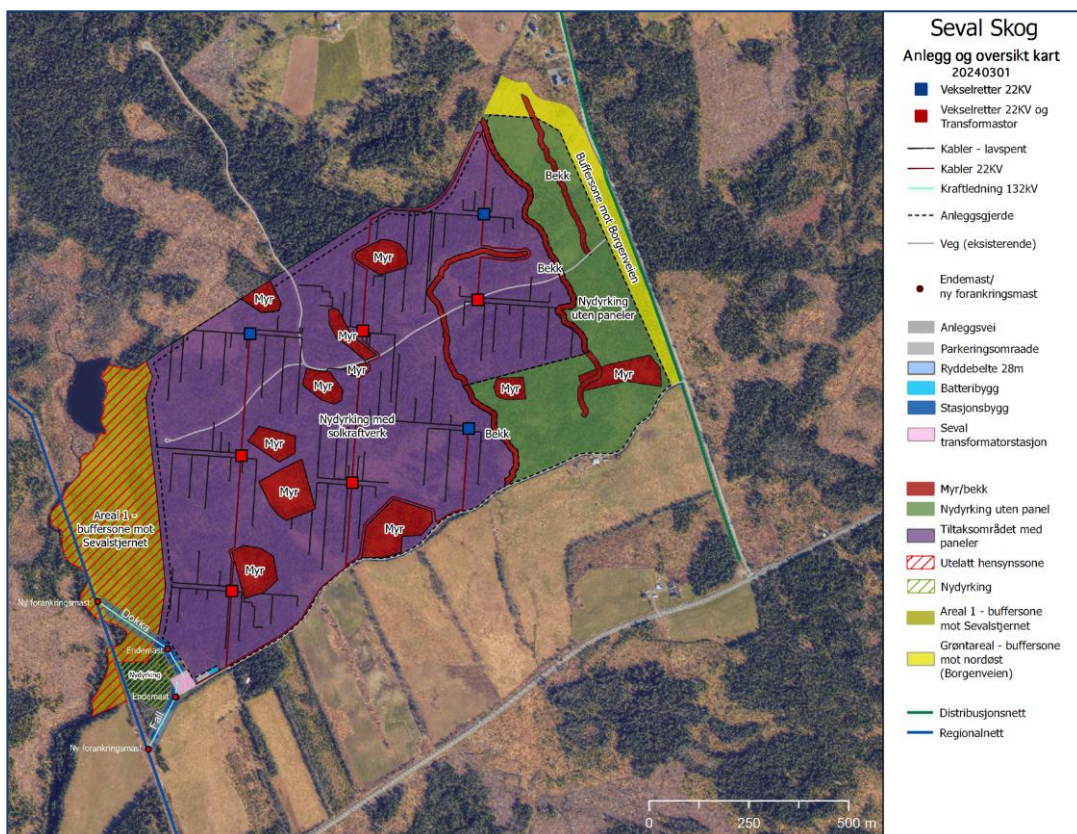 Seval Skog
Anlegg og oversikt kart
20240301
Vekselretter 22KV
Vekselretter 22KV og
Transformastor
Kabler - lavspent
Kabler 22KV
Kraftledning 132kV
Anleggsgjerde
Veg (eksisterende)
Endemast/
ny forankringsmast
Anleggsvei
Parkeringsomraade
Ryddebelte 28m
Batteribygg
Stasjonsbygg
Seval
transformatorstasjon
Myr/bekk
Nydyrking uten panel
Tiltaksområdet med
paneler
Utelatt hensynssone
Nydyrking
Areal 1 - buffersone
mot Sevalstjernet
Grøntareal - buffersone
mot nordøst
(Borgenveien)
Distribusjonsnett
Regionalnett
Bekk
Buffersone mot Borgenveien
Myr
Bekk
Myr
Nydyrking
uten paneler
Myr
Myr
Myr
Myr
Myr
Nydyrking med
solkraftverk
Bekk
Myr
Myr
Myr
Areal 1 -
buffersone mot
Sevalstjernet
Myr
Ny forankringsmast
Dokka
Endemast
Nydyrking
Endemast
Fall
Ny forankringsmast
0 250 500 m